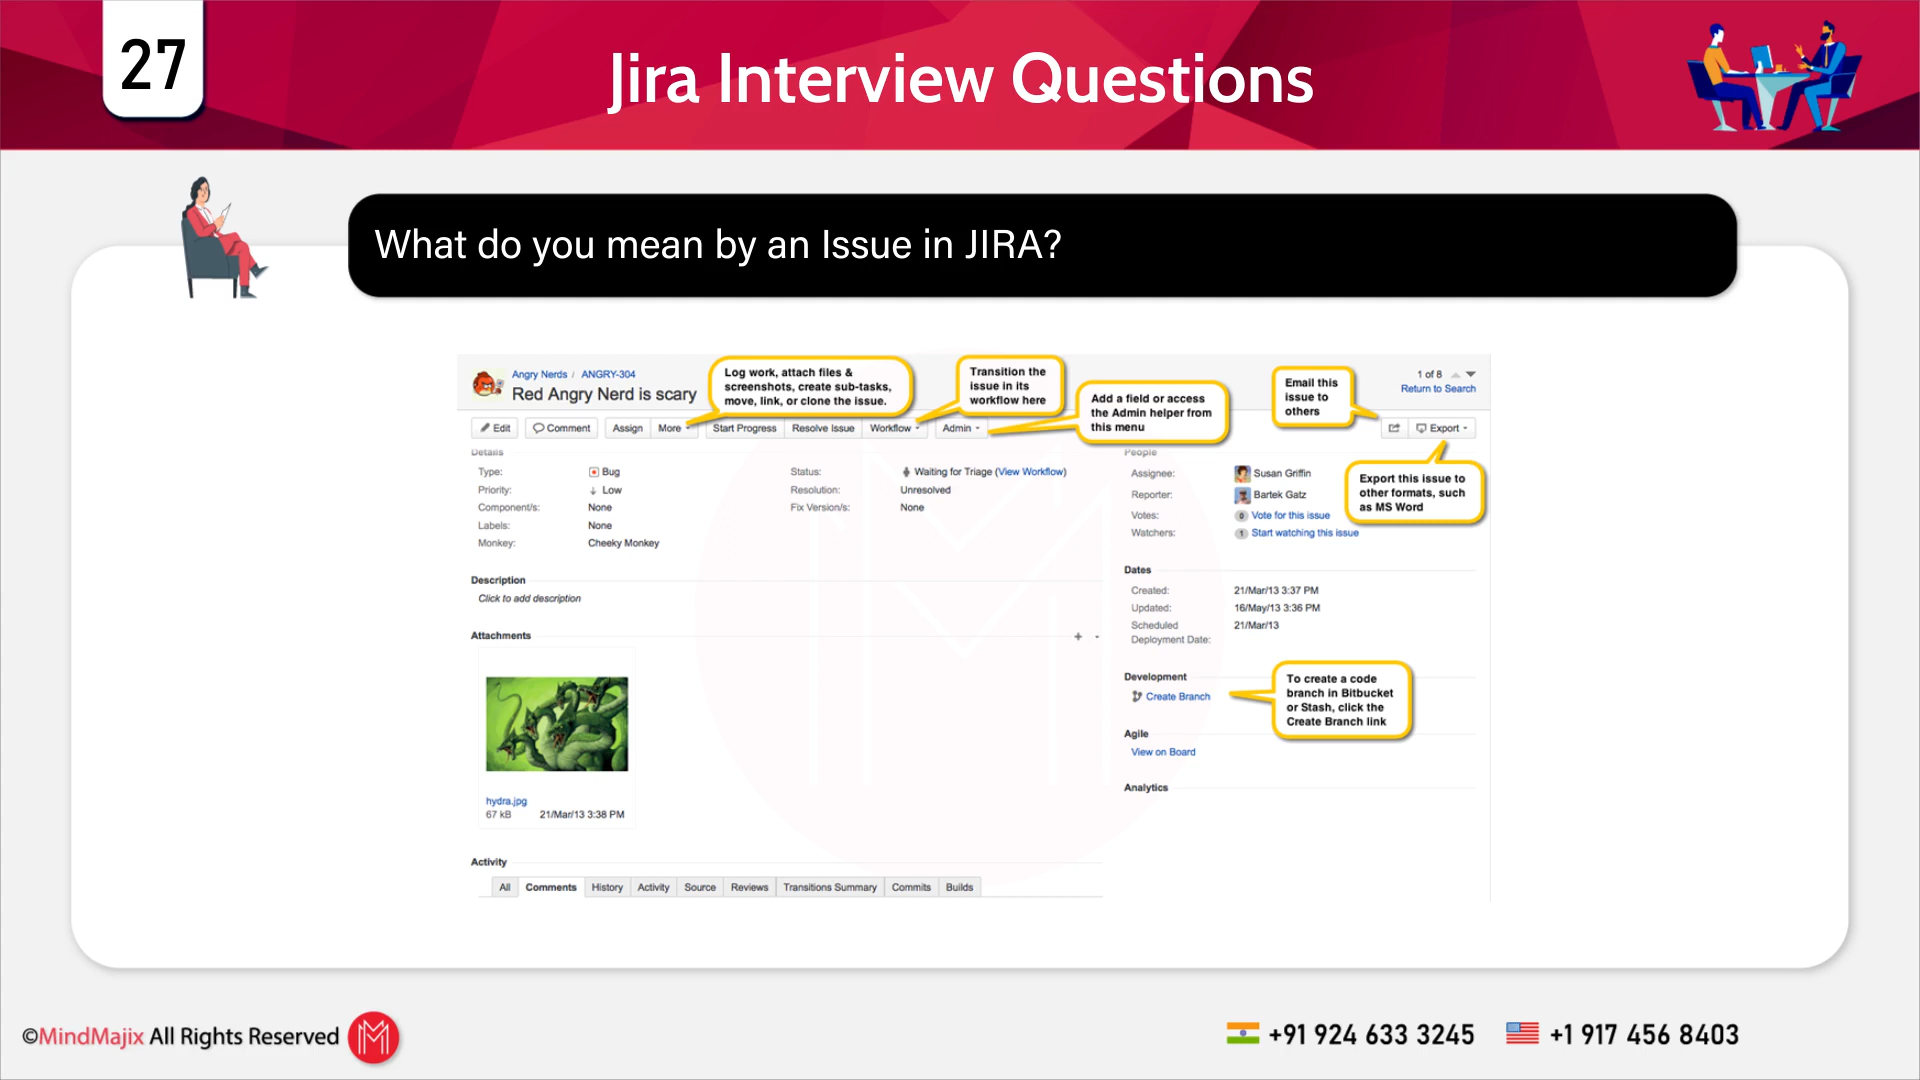 27
Jira Interview Questions
What do you mean by an Issue in JIRA?
Angry Nerds / ANGRY-304
Red Angry Nerd is scary
Log work, attach files &
screenshots, create sub-tasks,
move, link, or clone the issue.
Transition the
issue in its
workflow here
Add a field or access
the Admin helper from
this menu
Email this
issue to
others
1 of 8
Return to Search
Edit Comment Assign More Start Progress Resolve Issue Workflow Admin Export
Export this issue to
other formats, such
as MS Word
Details
Type: Bug
Priority: Low
Component/s: None
Labels: None
Monkey: Cheeky Monkey
Status: Waiting for Triage (View Workflow)
Resolution: Unresolved
Fix Version/s: None
People
Assignee: Susan Griffin
Reporter: Bartek Gatz
Votes: 0 Vote for this issue
Watchers: 1 Start watching this issue
Description
Click to add description
Dates
Created: 21/Mar/13 3:37 PM
Updated: 16/May/13 3:36 PM
Scheduled 21/Mar/13
Deployment Date:
Attachments
hydra.jpg
67 kB 21/Mar/13 3:38 PM
Development
Create Branch
To create a code
branch in Bitbucket
or Stash, click the
Create Branch link
Agile
View on Board
Analytics
Activity
All Comments History Activity Source Reviews Transitions Summary Commits Builds
©MindMajix All Rights Reserved
+91 924 633 3245
+1 917 456 8403